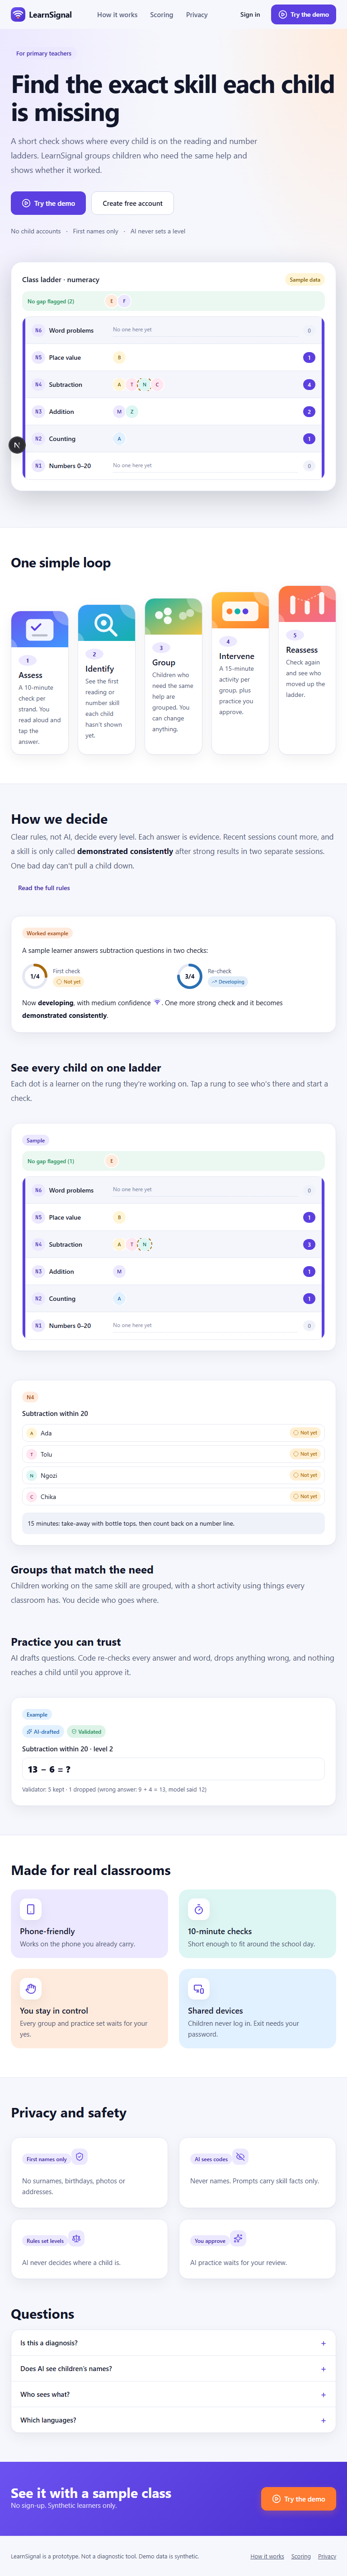 LearnSignal
How it works
Scoring
Privacy
Sign in
Try the demo
For primary teachers
Find the exact skill each child
is missing
A short check shows where every child is on the reading and number
ladders. LearnSignal groups children who need the same help and
shows whether it worked.
Try the demo
Create free account
No child accounts · First names only · AI never sets a level
Class ladder · numeracy
Sample data
No gap flagged (2)
E F
N6 Word problems No one here yet 0
N5 Place value B 1
N4 Subtraction A T N C 4
N3 Addition M Z 2
N2 Counting A 1
N1 Numbers 0–20 No one here yet 0
N
One simple loop
1
Assess
A 10-minute
check per
strand. You
read aloud and
tap the
answer.
2
Identify
See the first
reading or
number skill
each child
hasn't shown
yet.
3
Group
Children who
need the same
help are
grouped. You
can change
anything.
4
Intervene
A 15-minute
activity per
group, plus
practice you
approve.
5
Reassess
Check again
and see who
moved up the
ladder.
How we decide
Clear rules, not AI, decide every level. Each answer is evidence. Recent sessions count more, and
a skill is only called demonstrated consistently after strong results in two separate sessions.
One bad day can't pull a child down.
Read the full rules
Worked example
A sample learner answers subtraction questions in two checks:
1/4
First check
Not yet
3/4
Re-check
Developing
Now developing, with medium confidence . One more strong check and it becomes
demonstrated consistently.
See every child on one ladder
Each dot is a learner on the rung they're working on. Tap a rung to see who's there and start a
check.
Sample
No gap flagged (1)
E
N6 Word problems No one here yet 0
N5 Place value B 1
N4 Subtraction A T N 3
N3 Addition M 1
N2 Counting A 1
N1 Numbers 0–20 No one here yet 0
N4
Subtraction within 20
A Ada Not yet
T Tolu Not yet
N Ngozi Not yet
C Chika Not yet
15 minutes: take-away with bottle tops, then count back on a number line.
Groups that match the need
Children working on the same skill are grouped, with a short activity using things every
classroom has. You decide who goes where.
Practice you can trust
AI drafts questions. Code re-checks every answer and word, drops anything wrong, and nothing
reaches a child until you approve it.
Example
AI-drafted
Validated
Subtraction within 20 · level 2
13 − 6 = ?
Validator: 5 kept · 1 dropped (wrong answer: 9 + 4 = 13, model said 12)
Made for real classrooms
Phone-friendly
Works on the phone you already carry.
10-minute checks
Short enough to fit around the school day.
You stay in control
Every group and practice set waits for your
yes.
Shared devices
Children never log in. Exit needs your
password.
Privacy and safety
First names only
No surnames, birthdays, photos or
addresses.
AI sees codes
Never names. Prompts carry skill facts only.
Rules set levels
AI never decides where a child is.
You approve
AI practice waits for your review.
Questions
Is this a diagnosis? +
Does AI see children's names? +
Who sees what? +
Which languages? +
See it with a sample class
No sign-up. Synthetic learners only.
Try the demo
LearnSignal is a prototype. Not a diagnostic tool. Demo data is synthetic.
How it works
Scoring
Privacy